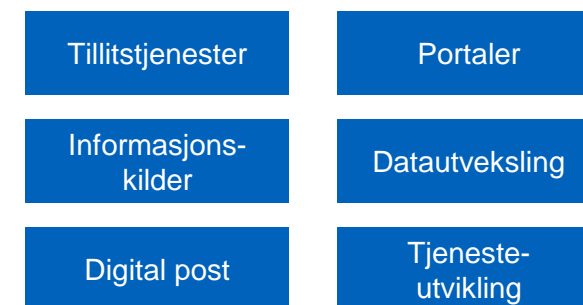 Tillitstjenester
Portaler
Informasjons-
kilder
Datautveksling
Digital post
Tjeneste-
utvikling